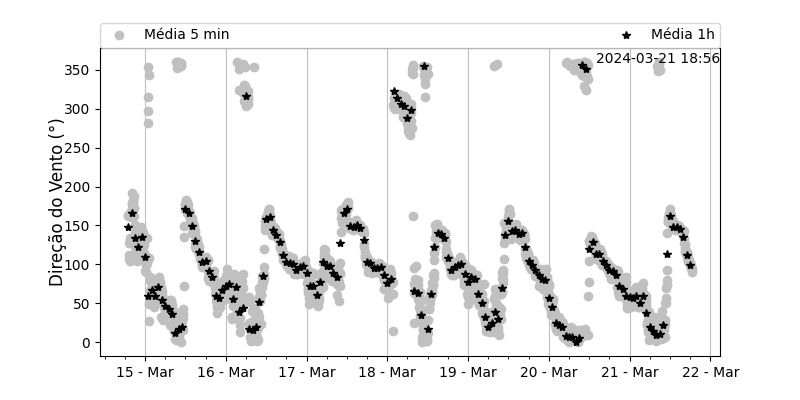 Média 5 min
Média 1h
2024-03-21 18:56
Direção do Vento (°)
350
300
250
200
150
100
50
0
15 - Mar
16 - Mar
17 - Mar
18 - Mar
19 - Mar
20 - Mar
21 - Mar
22 - Mar